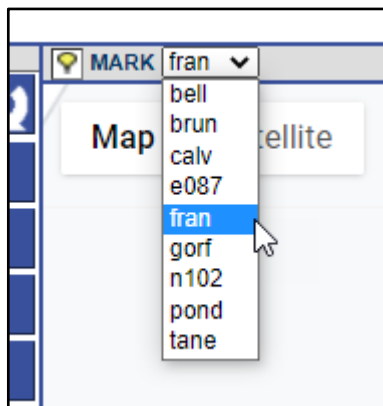 MARK fran
bell
brun
Map
tellite
calv
e087
fran
gorf
n102
pond
tane